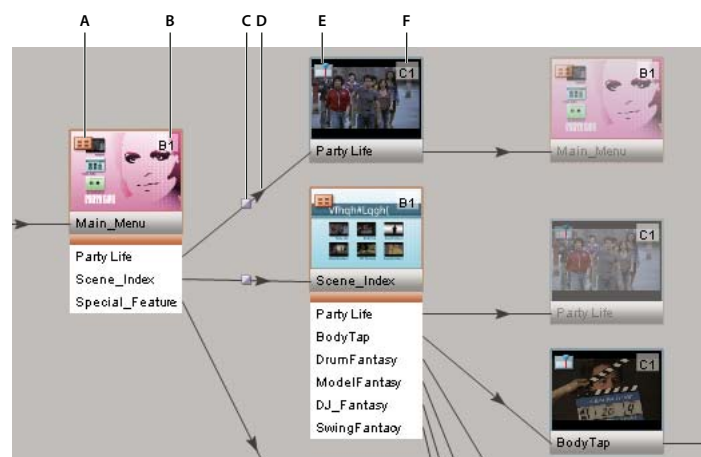 A B C D E F
B1
Main_Menu
Party Life
Scene_Index
Special_Feature
C1
Party Life
B1
Scene_Index
Party Life
BodyTap
DrumFantasy
ModelFantasy
DJ_Fantasy
SwingFantaoy
B1
Main_Menu
C1
Party Life
C1
BodyTap